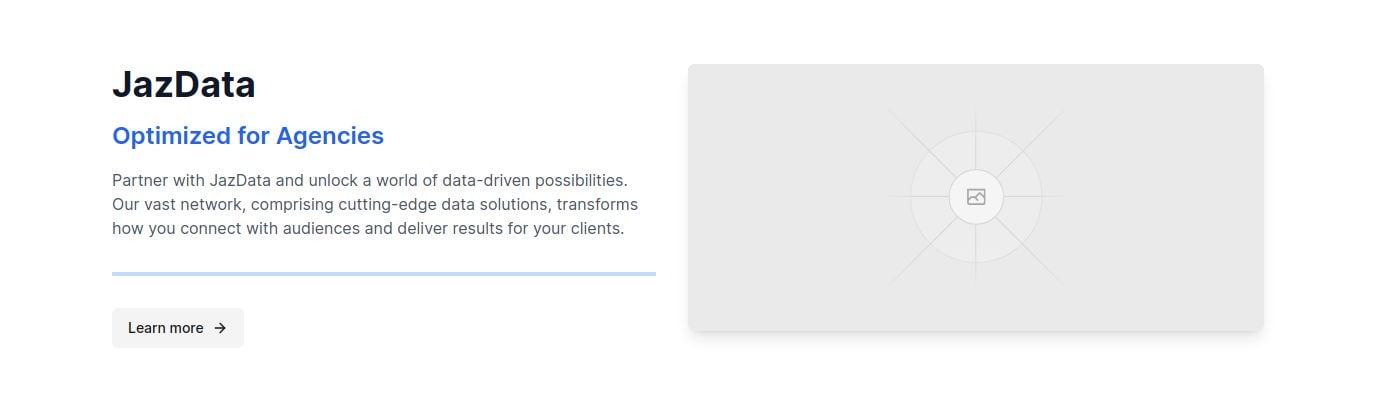 JazData
Optimized for Agencies
Partner with JazData and unlock a world of data-driven possibilities.
Our vast network, comprising cutting-edge data solutions, transforms
how you connect with audiences and deliver results for your clients.
Learn more →